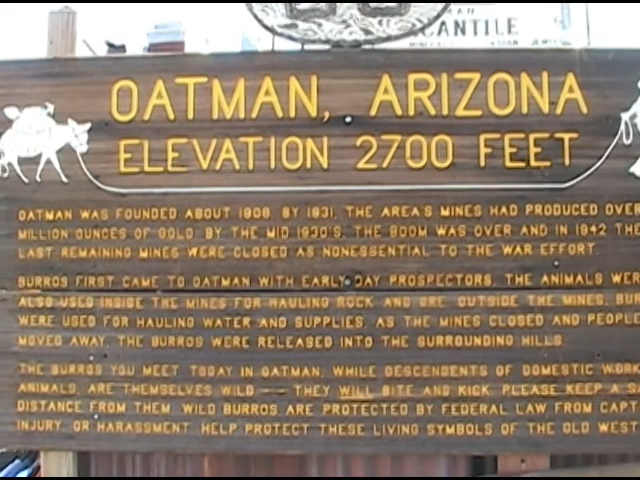 CANTILE
OATMAN, ARIZONA
ELEVATION 2700 FEET
OATMAN WAS FOUNDED ABOUT 1906. BY 1931, THE AREA'S MINES HAD PRODUCED OVER
MILLION OUNCES OF GOLD. BY THE MID 1930'S, THE BOOM WAS OVER AND IN 1942 THE
LAST REMAINING MINES WERE CLOSED AS NONESSENTIAL TO THE WAR EFFORT.
BURROS FIRST CAME TO OATMAN WITH EARLY DAY PROSPECTORS. THE ANIMALS WER
ALSO USED INSIDE THE MINES FOR HAULING ROCK AND ORE. OUTSIDE THE MINES, BU
WERE USED FOR HAULING WATER AND SUPPLIES. AS THE MINES CLOSED AND PEOPLE
MOVED AWAY, THE BURROS WERE RELEASED INTO THE SURROUNDING HILLS.
THE BURROS YOU MEET TODAY IN OATMAN, WHILE DESCENDENTS OF DOMESTIC WORK
ANIMALS, ARE THEMSELVES WILD — THEY WILL BITE AND KICK. PLEASE KEEP A S
DISTANCE FROM THEM. WILD BURROS ARE PROTECTED BY FEDERAL LAW FROM CAPT
INJURY, OR HARASSMENT. HELP PROTECT THESE LIVING SYMBOLS OF THE OLD WEST